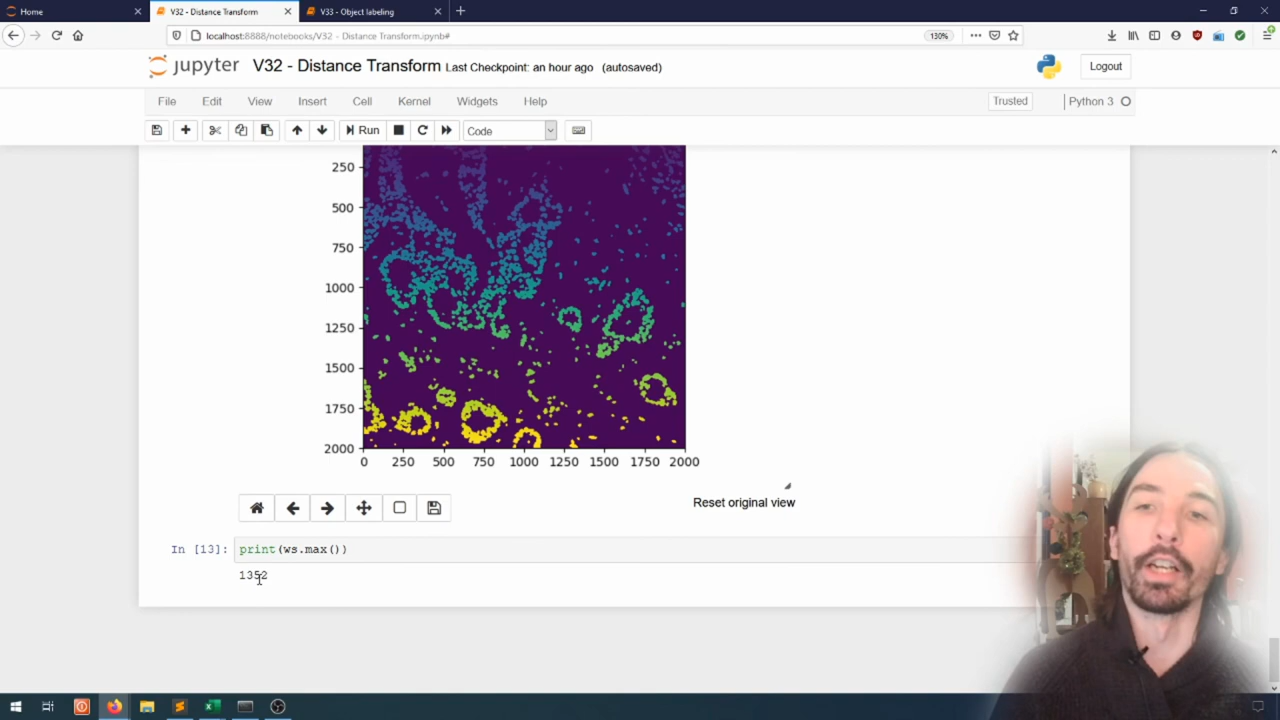 Home
V32 - Distance Transform
V33 - Object labeling
localhost:8888/notebooks/V32 - Distance Transform.ipynb#
130%
jupyter V32 - Distance Transform Last Checkpoint: an hour ago (autosaved)
Logout
File Edit View Insert Cell Kernel Widgets Help
Trusted
Python 3
Run
Code
250
500
750
1000
1250
1500
1750
2000
0 250 500 750 1000 1250 1500 1750 2000
Reset original view
In [13]: print(ws.max())
1352